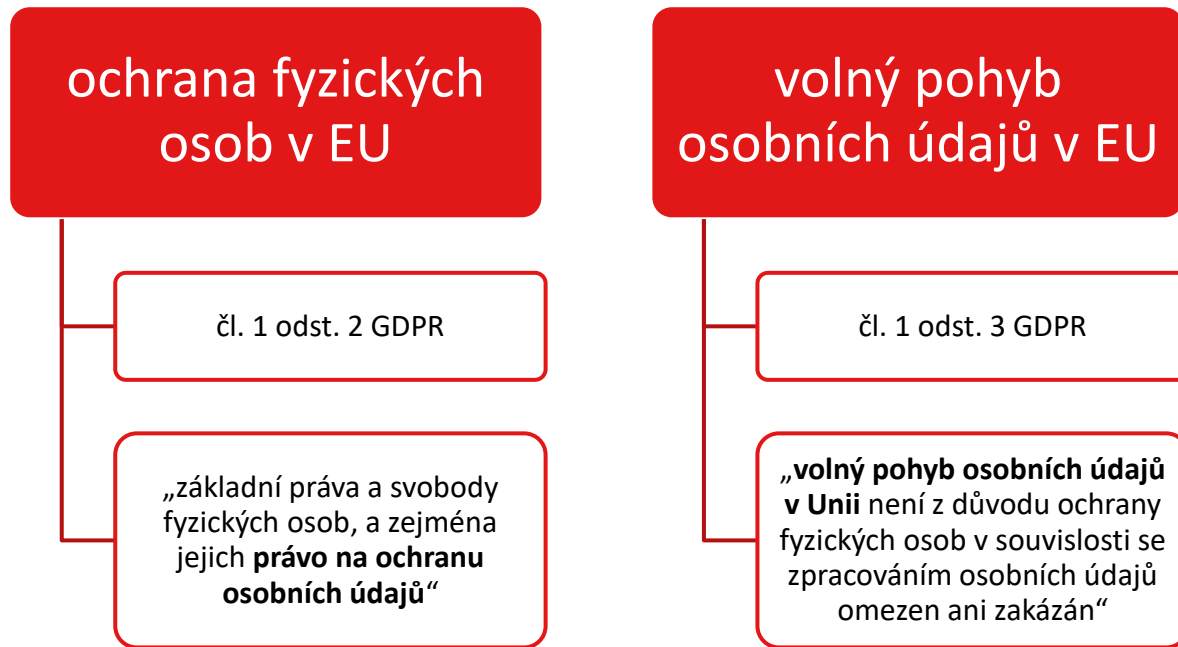 ochrana fyzických
osob v EU
čl. 1 odst. 2 GDPR
„základní práva a svobody
fyzických osob, a zejména
jejich právo na ochranu
osobních údajů“
volný pohyb
osobních údajů v EU
čl. 1 odst. 3 GDPR
„volný pohyb osobních údajů
v Unii není z důvodu ochrany
fyzických osob v souvislosti se
zpracováním osobních údajů
omezen ani zakázán“